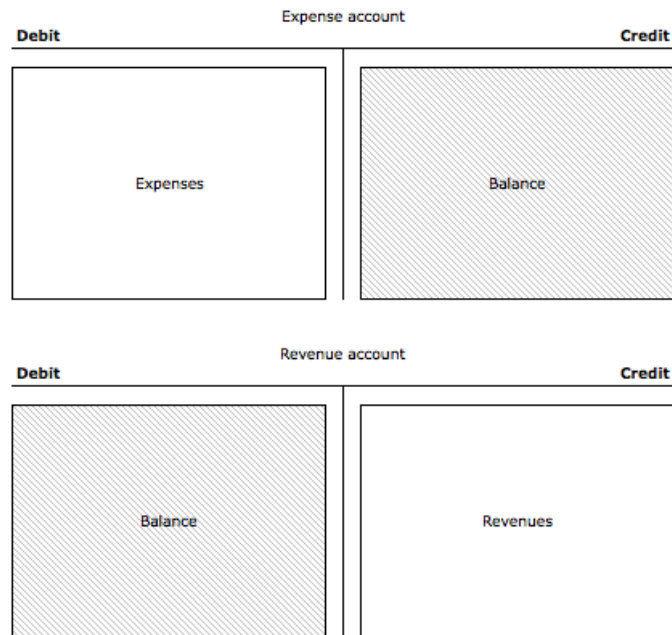 Expense account
Debit Credit
Expenses Balance
Revenue account
Debit Credit
Balance Revenues